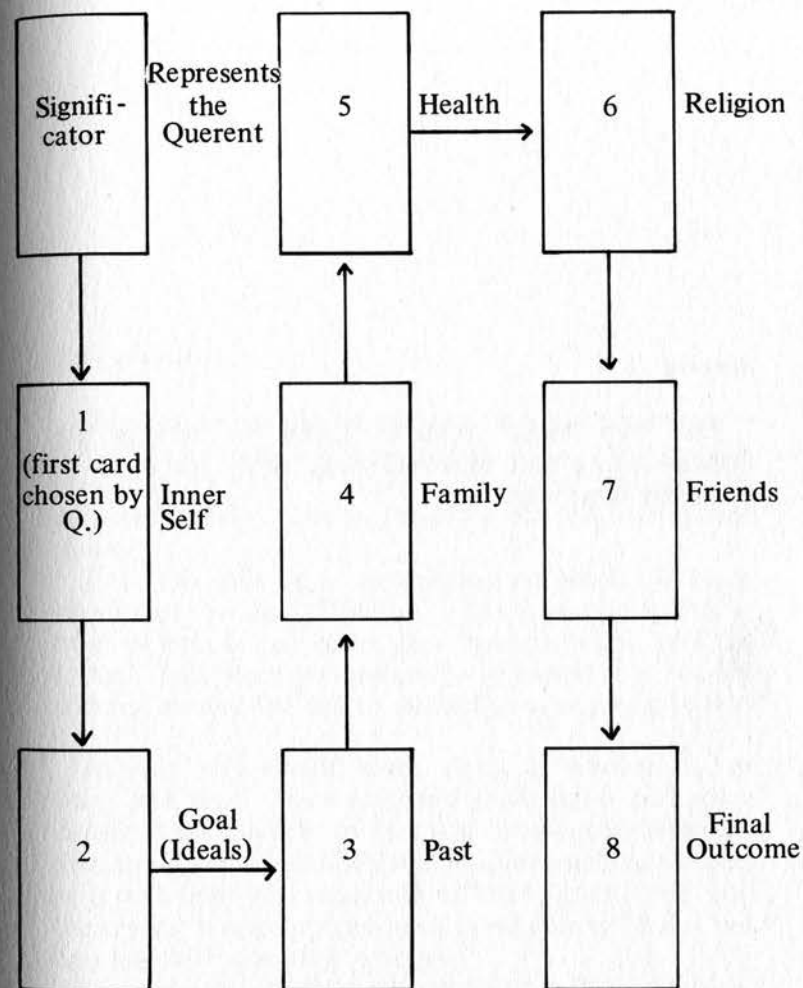 Signifi-
cator
Represents
the
Querent
5
Health
6
Religion
1
(first card
chosen by
Q.)
Inner
Self
4
Family
7
Friends
2
Goal
(Ideals)
3
Past
8
Final
Outcome